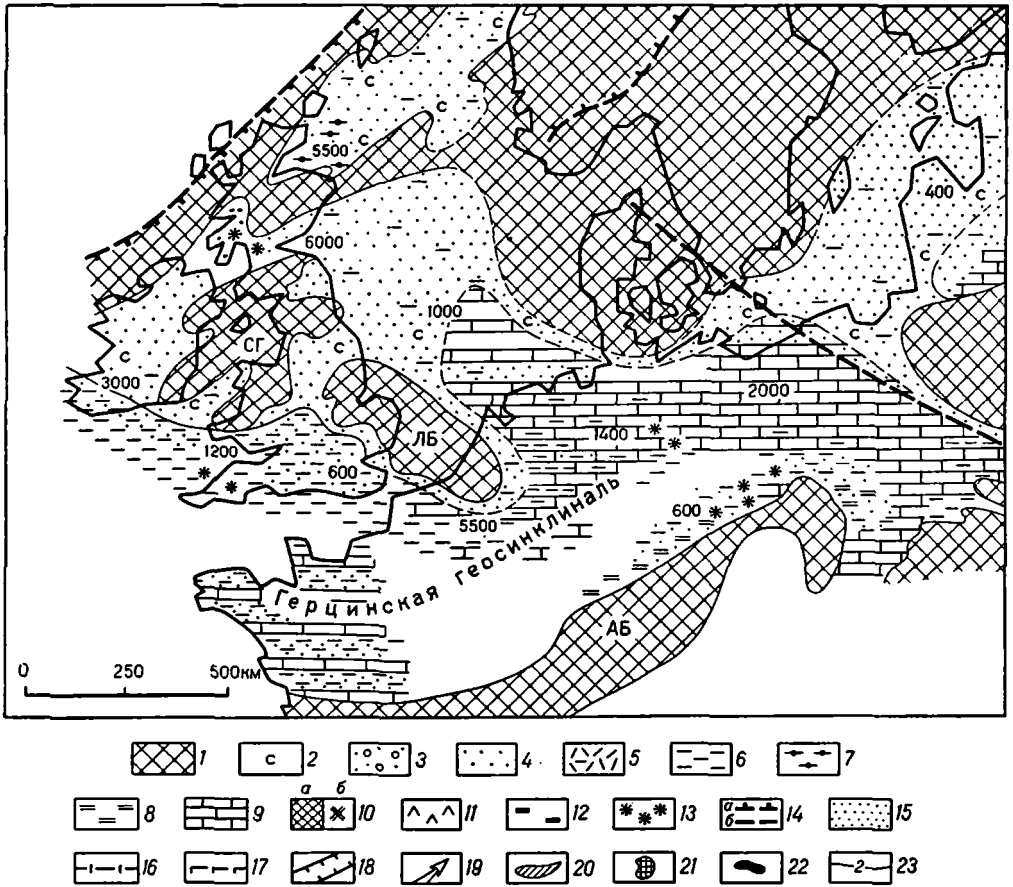 с
с
с
с
5500
400
с
6000
с
1000
с
с
с
СГ
с
с
с
3000
с
2000
ЛБ
1400
1200
600
5500
600
Герцинская геосинклиналь
АБ
0 250 500км
1 с 2 3 4 5 6 7
а б
8 9 10 11 12 13 а б 14 15
16 17 18 19 20 21 22 2 23